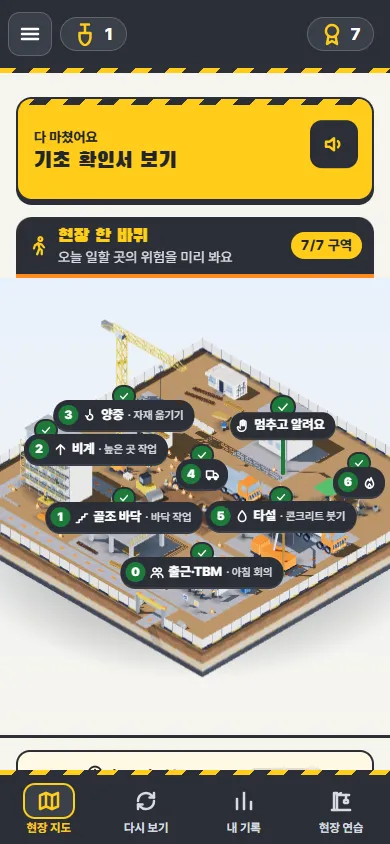 1
7
다 마쳤어요
기초 확인서 보기
현장 한 바퀴
오늘 일할 곳의 위험을 미리 봐요
7/7 구역
3 양중 · 자재 옮기기
멈추고 알려요
2 비계 · 높은 곳 작업
4
6
1 골조 바닥 · 바닥 작업
5 타설 · 콘크리트 붓기
0 출근·TBM · 아침 회의
현장 지도
다시 보기
내 기록
현장 연습